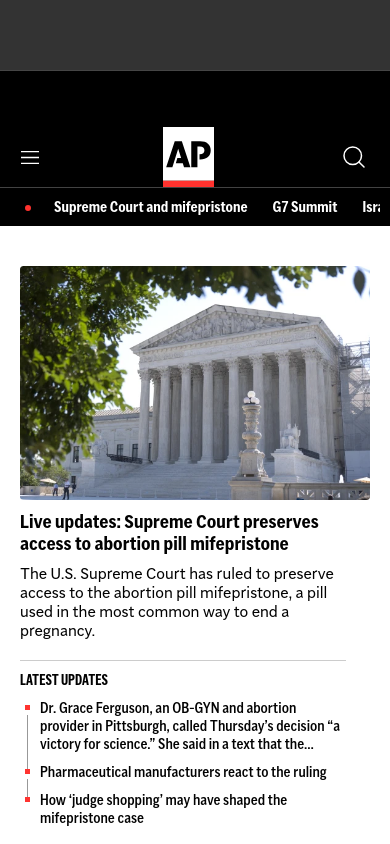 AP
Supreme Court and mifepristone G7 Summit Isra
Live updates: Supreme Court preserves
access to abortion pill mifepristone
The U.S. Supreme Court has ruled to preserve
access to the abortion pill mifepristone, a pill
used in the most common way to end a
pregnancy.
LATEST UPDATES
Dr. Grace Ferguson, an OB-GYN and abortion
provider in Pittsburgh, called Thursday’s decision “a
victory for science.” She said in a text that the...
Pharmaceutical manufacturers react to the ruling
How ‘judge shopping’ may have shaped the
mifepristone case